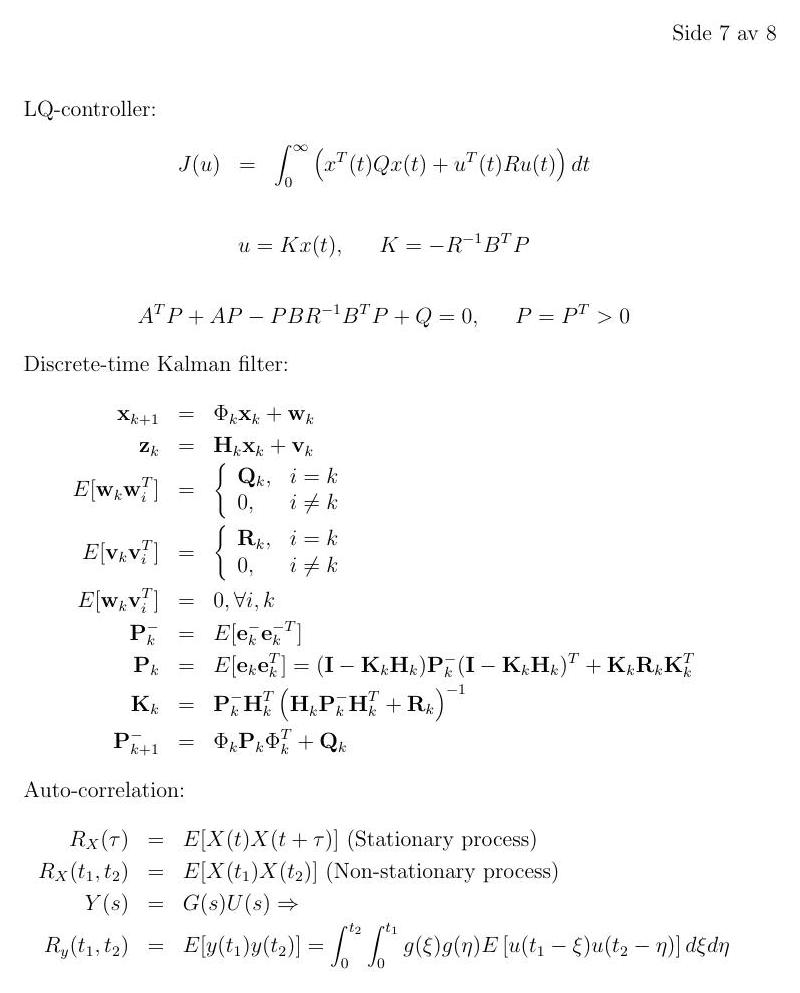 Side 7 av 8
LQ-controller:
J(u) = ∫₀^∞ (x^T(t)Qx(t) + u^T(t)Ru(t)) dt
u = Kx(t), K = −R^{−1}B^T P
A^T P + AP − PBR^{−1}B^T P + Q = 0, P = P^T > 0
Discrete-time Kalman filter:
x_{k+1} = Φ_k x_k + w_k
z_k = H_k x_k + v_k
E[w_k w_i^T] = { Q_k, i = k
0, i ≠ k
E[v_k v_i^T] = { R_k, i = k
0, i ≠ k
E[w_k v_i^T] = 0, ∀i, k
P_k^− = E[e_k^− e_k^{−T}]
P_k = E[e_k e_k^T] = (I − K_k H_k)P_k^−(I − K_k H_k)^T + K_k R_k K_k^T
K_k = P_k^− H_k^T (H_k P_k^− H_k^T + R_k)^{−1}
P_{k+1}^− = Φ_k P_k Φ_k^T + Q_k
Auto-correlation:
R_X(τ) = E[X(t)X(t + τ)] (Stationary process)
R_X(t_1, t_2) = E[X(t_1)X(t_2)] (Non-stationary process)
Y(s) = G(s)U(s) ⇒
R_y(t_1, t_2) = E[y(t_1)y(t_2)] = ∫₀^{t_2} ∫₀^{t_1} g(ξ)g(η)E [u(t_1 − ξ)u(t_2 − η)] dξdη